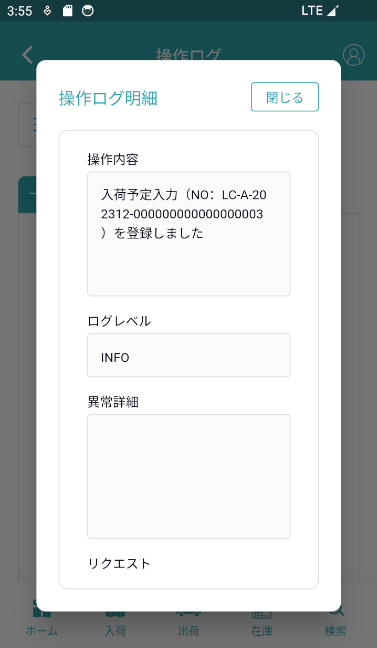 3:55 LTE
操作ログ
操作ログ明細 閉じる
操作内容
入荷予定入力（NO：LC-A-20
2312-000000000000000003
）を登録しました
ログレベル
INFO
異常詳細
リクエスト
ホーム 入荷 出荷 在庫 検索